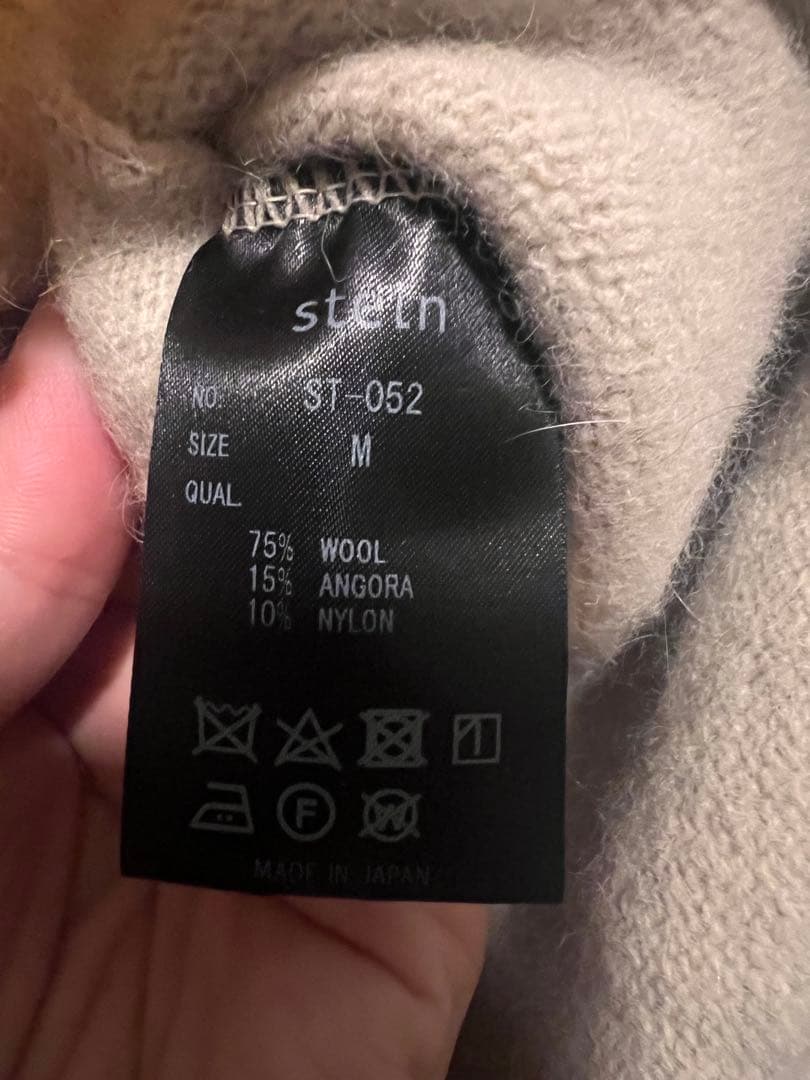 stein
NO. ST-052
SIZE M
QUAL.
75% WOOL
15% ANGORA
10% NYLON
F W
MADE IN JAPAN